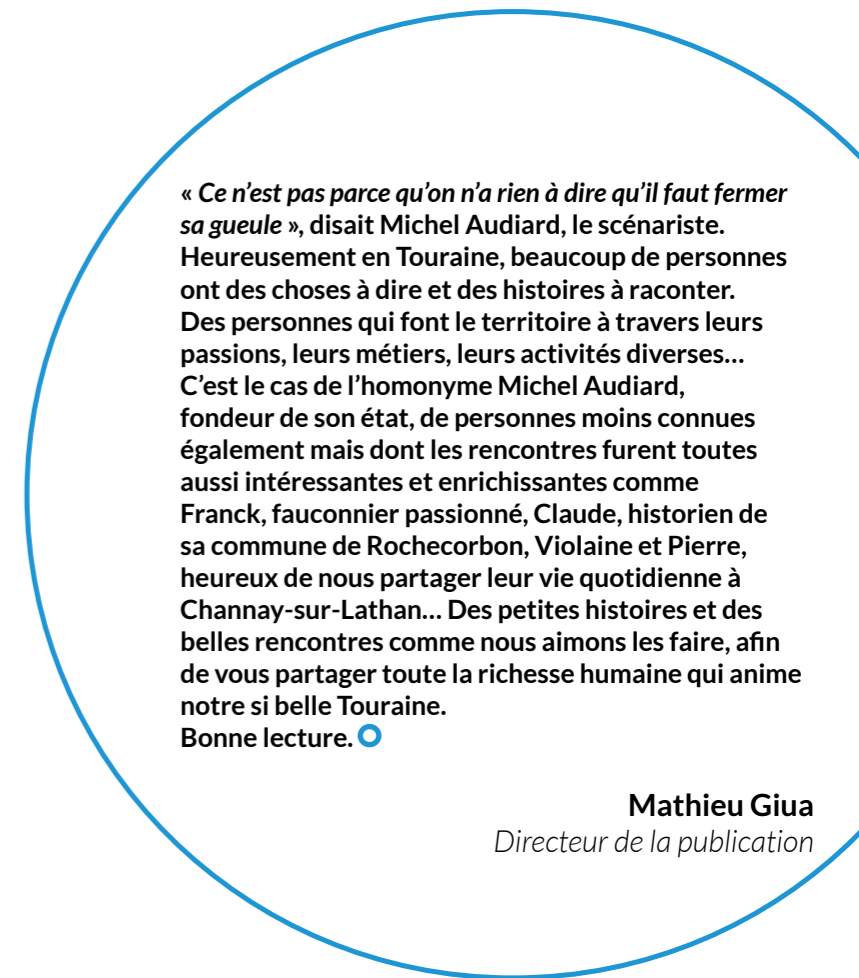 « Ce n’est pas parce qu’on n’a rien à dire qu’il faut fermer
sa gueule », disait Michel Audiard, le scénariste.
Heureusement en Touraine, beaucoup de personnes
ont des choses à dire et des histoires à raconter.
Des personnes qui font le territoire à travers leurs
passions, leurs métiers, leurs activités diverses…
C’est le cas de l’homonyme Michel Audiard,
fondeur de son état, de personnes moins connues
également mais dont les rencontres furent toutes
aussi intéressantes et enrichissantes comme
Franck, fauconnier passionné, Claude, historien de
sa commune de Rochecorbon, Violaine et Pierre,
heureux de nous partager leur vie quotidienne à
Channay-sur-Lathan… Des petites histoires et des
belles rencontres comme nous aimons les faire, afin
de vous partager toute la richesse humaine qui anime
notre si belle Touraine.
Bonne lecture.
Mathieu Giua
Directeur de la publication